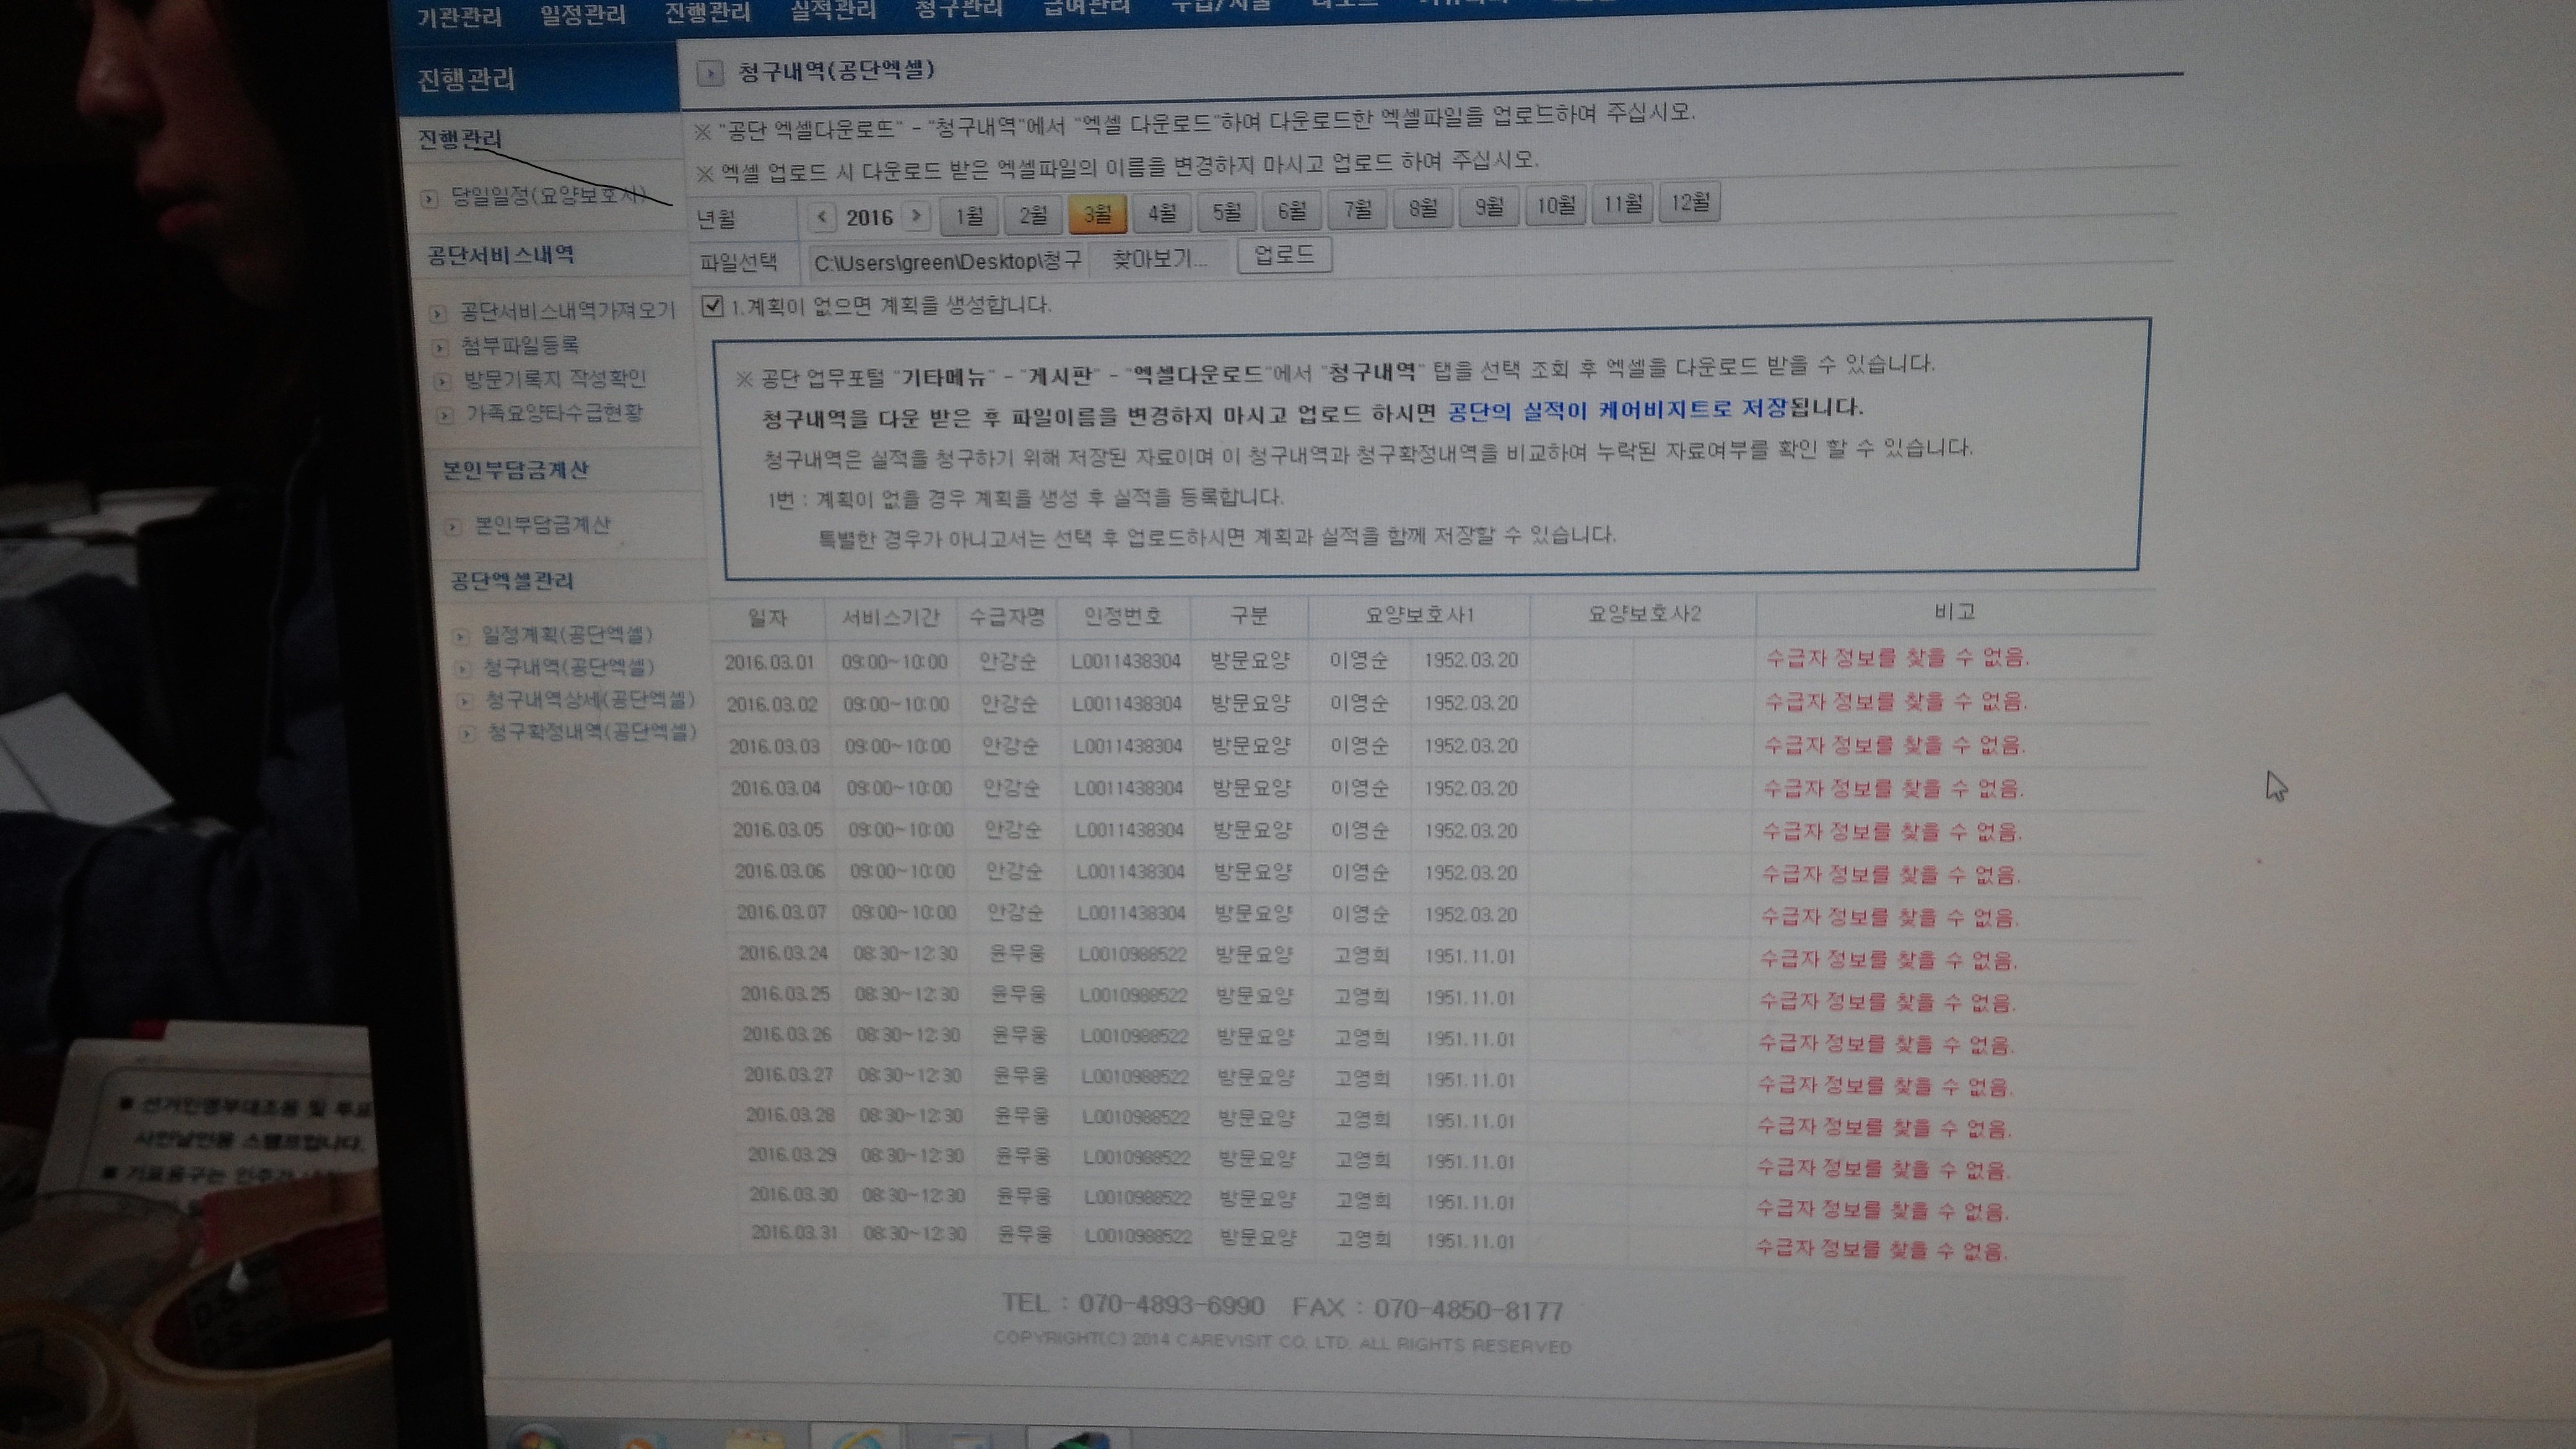 기관관리 일정관리 진행관리 실적관리 청구관리 급여관리
진행관리
진행관리
당일일정(요양보호사)
공단서비스내역
공단서비스내역가져오기
첨부파일등록
방문기록지 작성확인
가족요양타수급현황
본인부담금계산
본인부담금계산
공단엑셀관리
일정계획(공단엑셀)
청구내역(공단엑셀)
청구내역상세(공단엑셀)
청구확정내역(공단엑셀)
청구내역(공단엑셀)
※ "공단 엑셀다운로뜨" - "청구내역"에서 "엑셀 다운로드"하여 다운로드한 엑셀파일을 업로드하여 주십시오.
※ 엑셀 업로드 시 다운로드 받은 엑셀파일의 이름을 변경하지 마시고 업로드 하여 주십시오.
년월 < 2016 > 1월 2월 3월 4월 5월 6월 7월 8월 9월 10월 11월 12월
파일선택 C:\Users\green\Desktop\청구 찾아보기... 업로드
1.계획이 없으면 계획을 생성합니다.
※ 공단 업무포털 "기타메뉴" - "게시판" - "엑셀다운로드"에서 "청구내역" 탭을 선택 조회 후 엑셀을 다운로드 받을 수 있습니다.
청구내역을 다운 받은 후 파일이름을 변경하지 마시고 업로드 하시면 공단의 실적이 케어비지트로 저장됩니다.
청구내역은 실적을 청구하기 위해 저장된 자료이며 이 청구내역과 청구확정내역을 비교하여 누락된 자료여부를 확인 할 수 있습니다.
1번 : 계획이 없을 경우 계획을 생성 후 실적을 등록합니다.
특별한 경우가 아니고서는 선택 후 업로드하시면 계획과 실적을 함께 저장할 수 있습니다.
일자 서비스기간 수급자명 인정번호 구분 요양보호사1 요양보호사2 비고
2016.03.01 09:00~10:00 안강순 L0011438304 방문요양 이영순 1952.03.20 수급자 정보를 찾을 수 없음.
2016.03.02 09:00~10:00 안강순 L0011438304 방문요양 이영순 1952.03.20 수급자 정보를 찾을 수 없음.
2016.03.03 09:00~10:00 안강순 L0011438304 방문요양 이영순 1952.03.20 수급자 정보를 찾을 수 없음.
2016.03.04 09:00~10:00 안강순 L0011438304 방문요양 이영순 1952.03.20 수급자 정보를 찾을 수 없음.
2016.03.05 09:00~10:00 안강순 L0011438304 방문요양 이영순 1952.03.20 수급자 정보를 찾을 수 없음.
2016.03.06 09:00~10:00 안강순 L0011438304 방문요양 이영순 1952.03.20 수급자 정보를 찾을 수 없음.
2016.03.07 09:00~10:00 안강순 L0011438304 방문요양 이영순 1952.03.20 수급자 정보를 찾을 수 없음.
2016.03.24 08:30~12:30 윤무웅 L0010988522 방문요양 고영희 1951.11.01 수급자 정보를 찾을 수 없음.
2016.03.25 08:30~12:30 윤무웅 L0010988522 방문요양 고영희 1951.11.01 수급자 정보를 찾을 수 없음.
2016.03.26 08:30~12:30 윤무웅 L0010988522 방문요양 고영희 1951.11.01 수급자 정보를 찾을 수 없음.
2016.03.27 08:30~12:30 윤무웅 L0010988522 방문요양 고영희 1951.11.01 수급자 정보를 찾을 수 없음.
2016.03.28 08:30~12:30 윤무웅 L0010988522 방문요양 고영희 1951.11.01 수급자 정보를 찾을 수 없음.
2016.03.29 08:30~12:30 윤무웅 L0010988522 방문요양 고영희 1951.11.01 수급자 정보를 찾을 수 없음.
2016.03.30 08:30~12:30 윤무웅 L0010988522 방문요양 고영희 1951.11.01 수급자 정보를 찾을 수 없음.
2016.03.31 08:30~12:30 윤무웅 L0010988522 방문요양 고영희 1951.11.01 수급자 정보를 찾을 수 없음.
TEL : 070-4893-6990 FAX : 070-4850-8177
COPYRIGHT(C) 2014 CAREVISIT CO. LTD. ALL RIGHTS RESERVED
선거인명부대조용 및 투표
사인날인용 스탬프입니다.
기표용구는